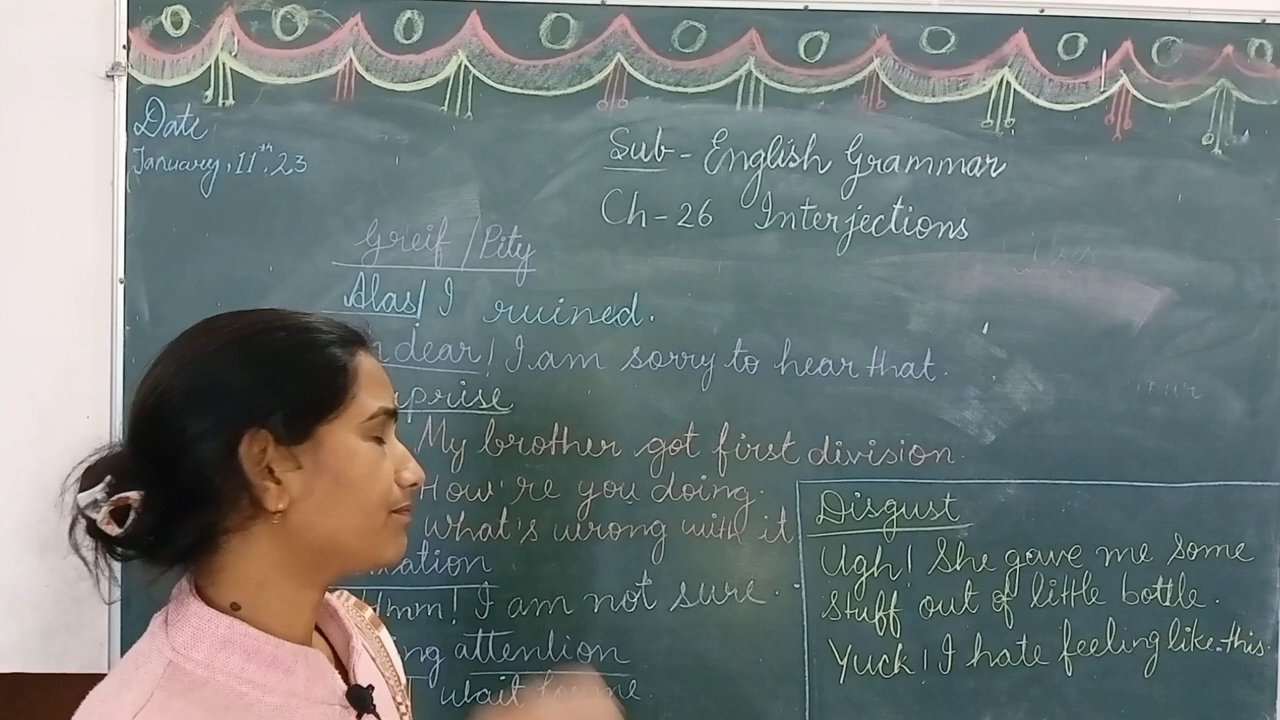 Date
January, 11th, 23
Sub - English Grammar
Ch - 26 Interjections
Greif / Pity
Alas! I ruined.
dear! I am sorry to hear that.
My brother got first division.
How're you doing.
What's wrong with it
Hmm! I am not sure.
attention
wait for me.
Disgust
Ugh! She gave me some
stuff out of little bottle.
Yuck! I hate feeling like this.